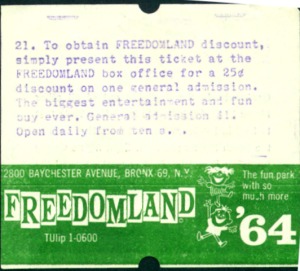 21. To obtain FREEDOMLAND discount,
simply present this ticket at the
FREEDOMLAND box office for a 25¢
discount on one general admission.
The biggest entertainment and fun
buy ever. General admission $1.
Open daily from ten a..
2800 BAYCHESTER AVENUE, BRONX 69, N.Y.
FREEDOMLAND
TUlip 1-0600
The fun park
with so
much more
'64